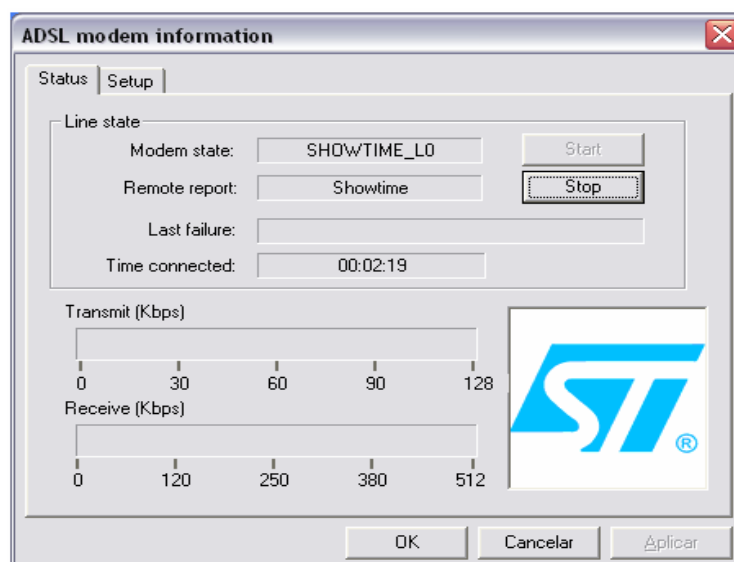 ADSL modem information
Status Setup
Line state
Modem state: SHOWTIME_L0 Start
Remote report: Showtime Stop
Last failure:
Time connected: 00:02:19
Transmit (Kbps)
0 30 60 90 128
Receive (Kbps)
0 120 250 380 512
ST®
OK Cancelar Aplicar